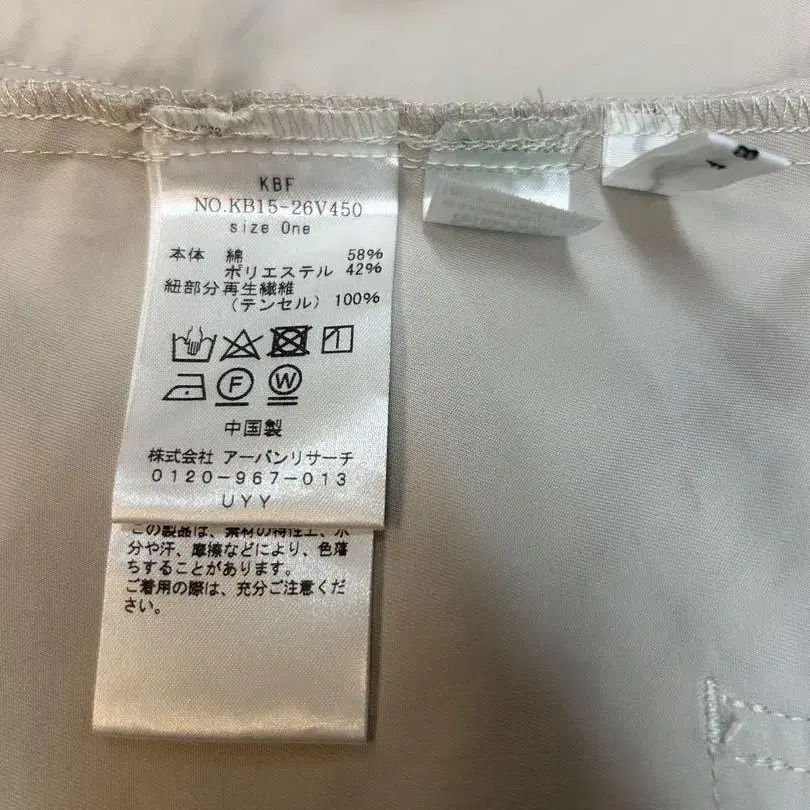 KBF
NO.KB15-26V450
size One
本体 綿 58%
ポリエステル 42%
紐部分再生繊維
(テンセル) 100%
F W
中国製
株式会社 アーバンリサーチ
0120-967-013
UYY
この製品は、素材の特性上、水
分や汗、摩擦などにより、色落
ちすることがあります。
ご着用の際は、充分ご注意くだ
さい。